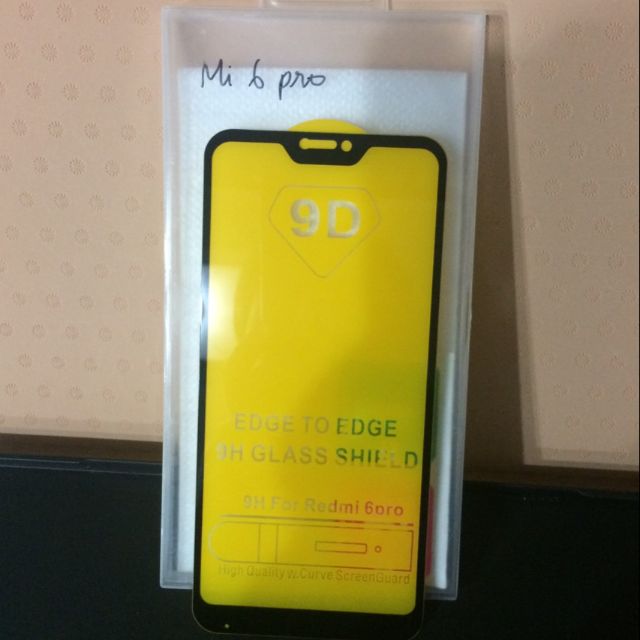 Mi 6 pro
9D
EDGE TO EDGE
9H GLASS SHIELD
9H For Redmi 6pro
High Quality w.Curve ScreenGuard